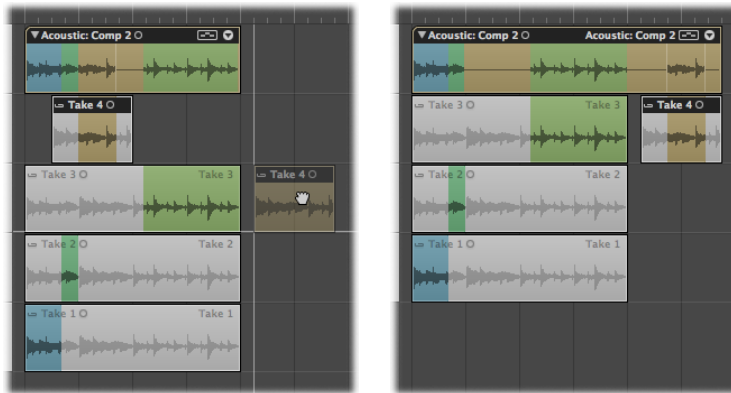 Acoustic: Comp 2
Take 4
Take 3 Take 3
Take 4
Take 2 Take 2
Take 1 Take 1
Acoustic: Comp 2 Acoustic: Comp 2
Take 3 Take 3
Take 4
Take 2 Take 2
Take 1 Take 1